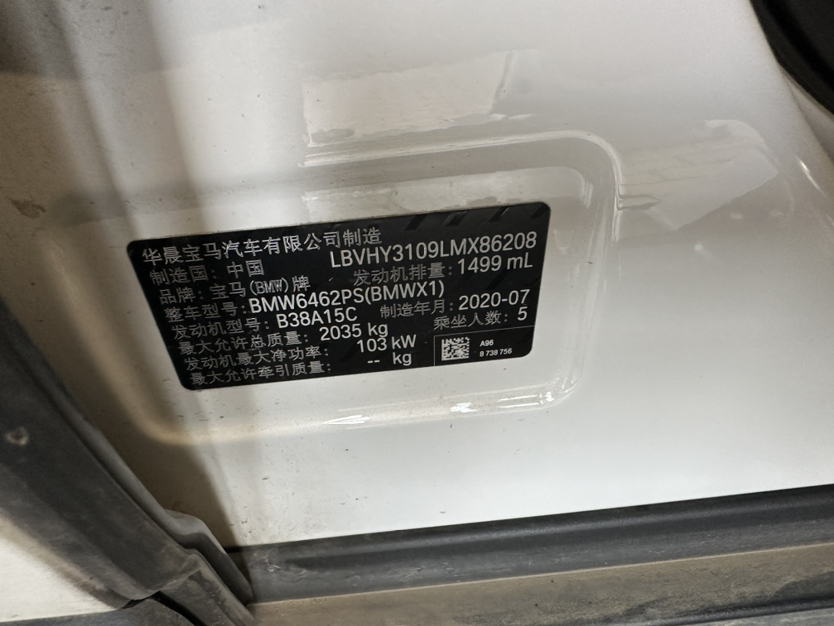 华晨宝马汽车有限公司制造
制造国: 中国 LBVHY3109LMX86208
品牌: 宝马(BMW)牌 发动机排量: 1499 mL
整车型号: BMW6462PS(BMWX1)
发动机型号: B38A15C 制造年月: 2020-07
最大允许总质量: 2035 kg 乘坐人数: 5
发动机最大净功率: 103 kW
最大允许牵引质量: -- kg
A96
9 738 756